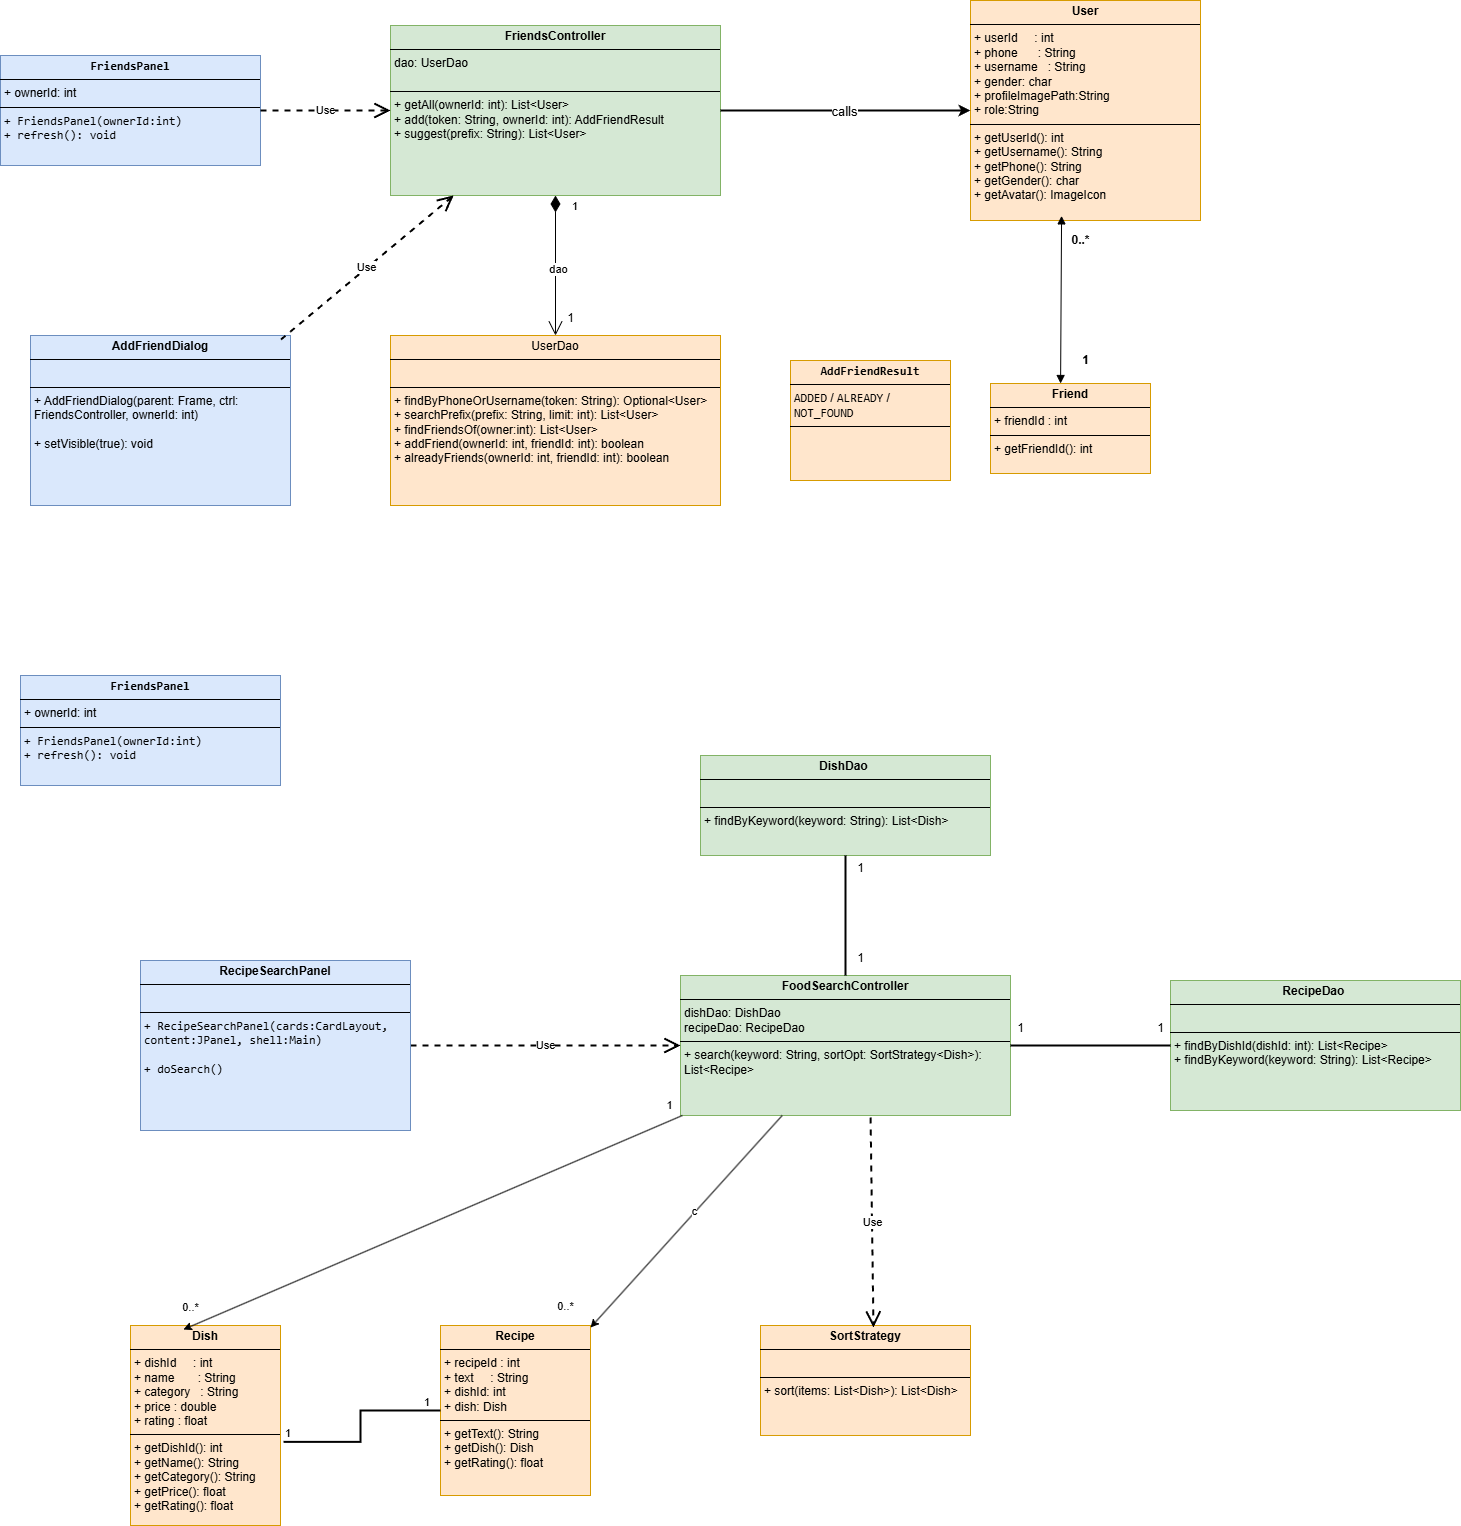 FriendsPanel
+ ownerId: int
+ FriendsPanel(ownerId:int)
+ refresh(): void
Use
FriendsController
dao: UserDao
+ getAll(ownerId: int): List<User>
+ add(token: String, ownerId: int): AddFriendResult
+ suggest(prefix: String): List<User>
calls
User
+ userId : int
+ phone : String
+ username : String
+ gender: char
+ profileImagePath:String
+ role:String
+ getUserId(): int
+ getUsername(): String
+ getPhone(): String
+ getGender(): char
+ getAvatar(): ImageIcon
0..*
1
Use
1
dao
1
AddFriendDialog
+ AddFriendDialog(parent: Frame, ctrl:
FriendsController, ownerId: int)
+ setVisible(true): void
UserDao
+ findByPhoneOrUsername(token: String): Optional<User>
+ searchPrefix(prefix: String, limit: int): List<User>
+ findFriendsOf(owner:int): List<User>
+ addFriend(ownerId: int, friendId: int): boolean
+ alreadyFriends(ownerId: int, friendId: int): boolean
AddFriendResult
ADDED / ALREADY /
NOT_FOUND
Friend
+ friendId : int
+ getFriendId(): int
FriendsPanel
+ ownerId: int
+ FriendsPanel(ownerId:int)
+ refresh(): void
DishDao
+ findByKeyword(keyword: String): List<Dish>
1
1
RecipeSearchPanel
+ RecipeSearchPanel(cards:CardLayout,
content:JPanel, shell:Main)
+ doSearch()
Use
FoodSearchController
dishDao: DishDao
recipeDao: RecipeDao
+ search(keyword: String, sortOpt: SortStrategy<Dish>):
List<Recipe>
1
1
RecipeDao
+ findByDishId(dishId: int): List<Recipe>
+ findByKeyword(keyword: String): List<Recipe>
1
c
Use
0..*
0..*
Dish
+ dishId : int
+ name : String
+ category : String
+ price : double
+ rating : float
+ getDishId(): int
+ getName(): String
+ getCategory(): String
+ getPrice(): float
+ getRating(): float
1
1
Recipe
+ recipeId : int
+ text : String
+ dishId: int
+ dish: Dish
+ getText(): String
+ getDish(): Dish
+ getRating(): float
SortStrategy
+ sort(items: List<Dish>): List<Dish>